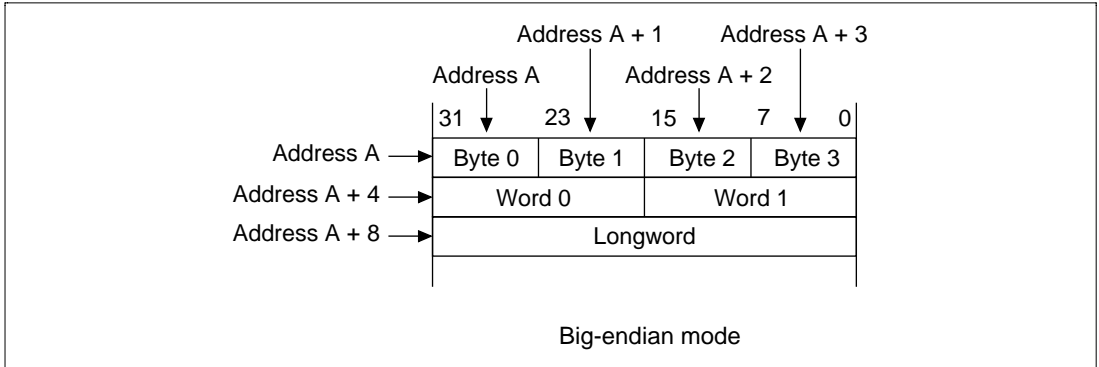 Address A + 1 Address A + 3
Address A Address A + 2
31 23 15 7 0
Address A Byte 0 Byte 1 Byte 2 Byte 3
Address A + 4 Word 0 Word 1
Address A + 8 Longword
Big-endian mode